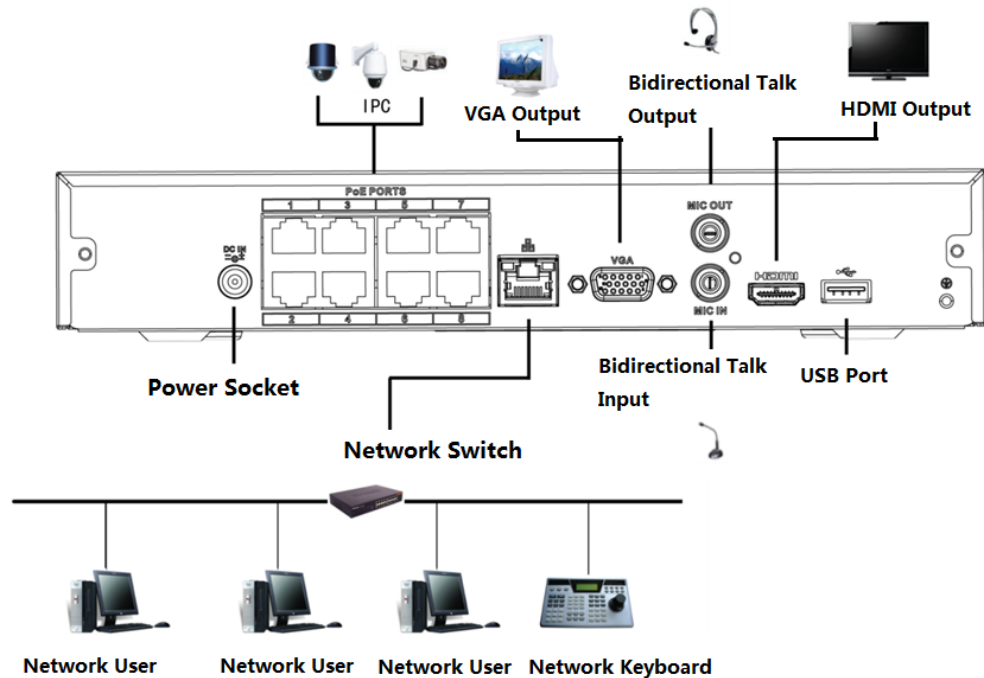 IPC
VGA Output
Bidirectional Talk
Output
HDMI Output
PoE PORTS
1 3 5 7
MIC OUT
DC IN
VGA
HDMI
MIC IN
2 4 6 8
Power Socket
Bidirectional Talk
Input
USB Port
Network Switch
Network User
Network User
Network User
Network Keyboard